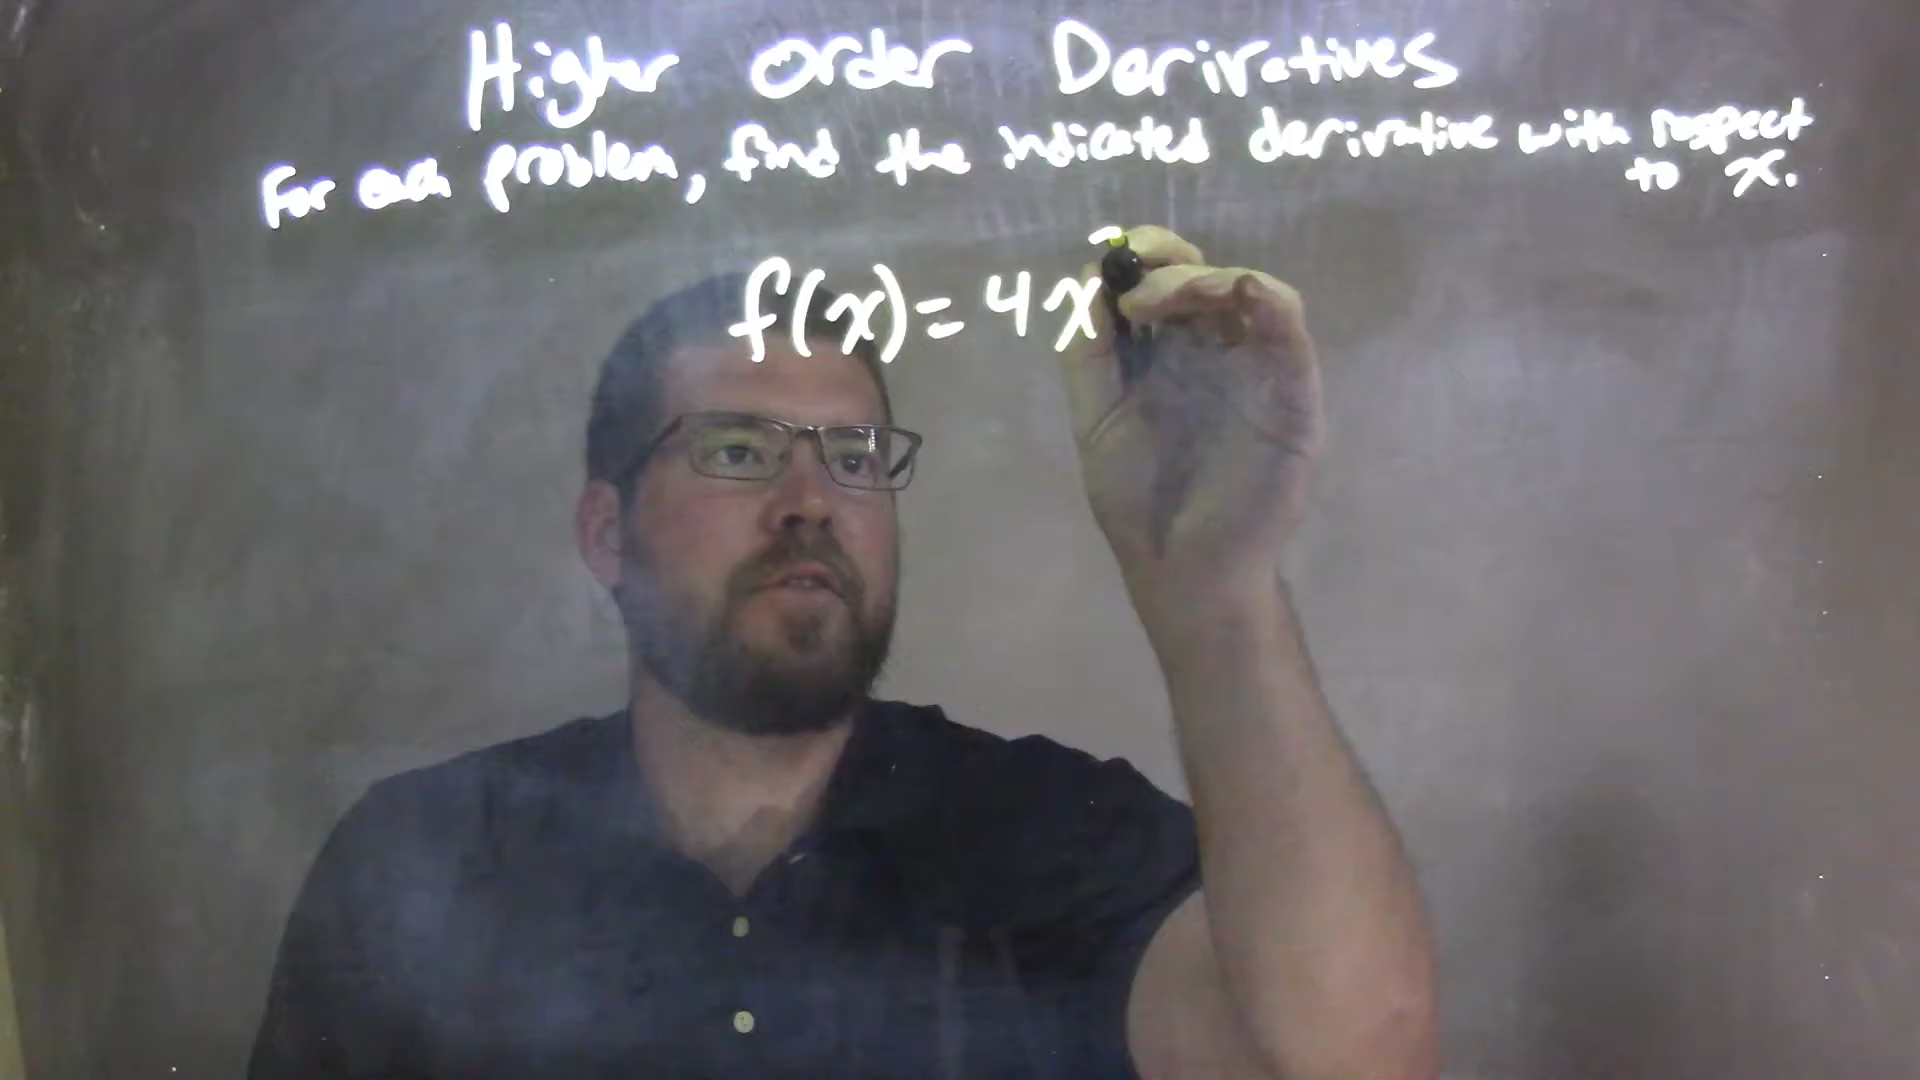 Higher Order Derivatives
For each problem, find the indicated derivative with respect
to x.
f(x) = 4x